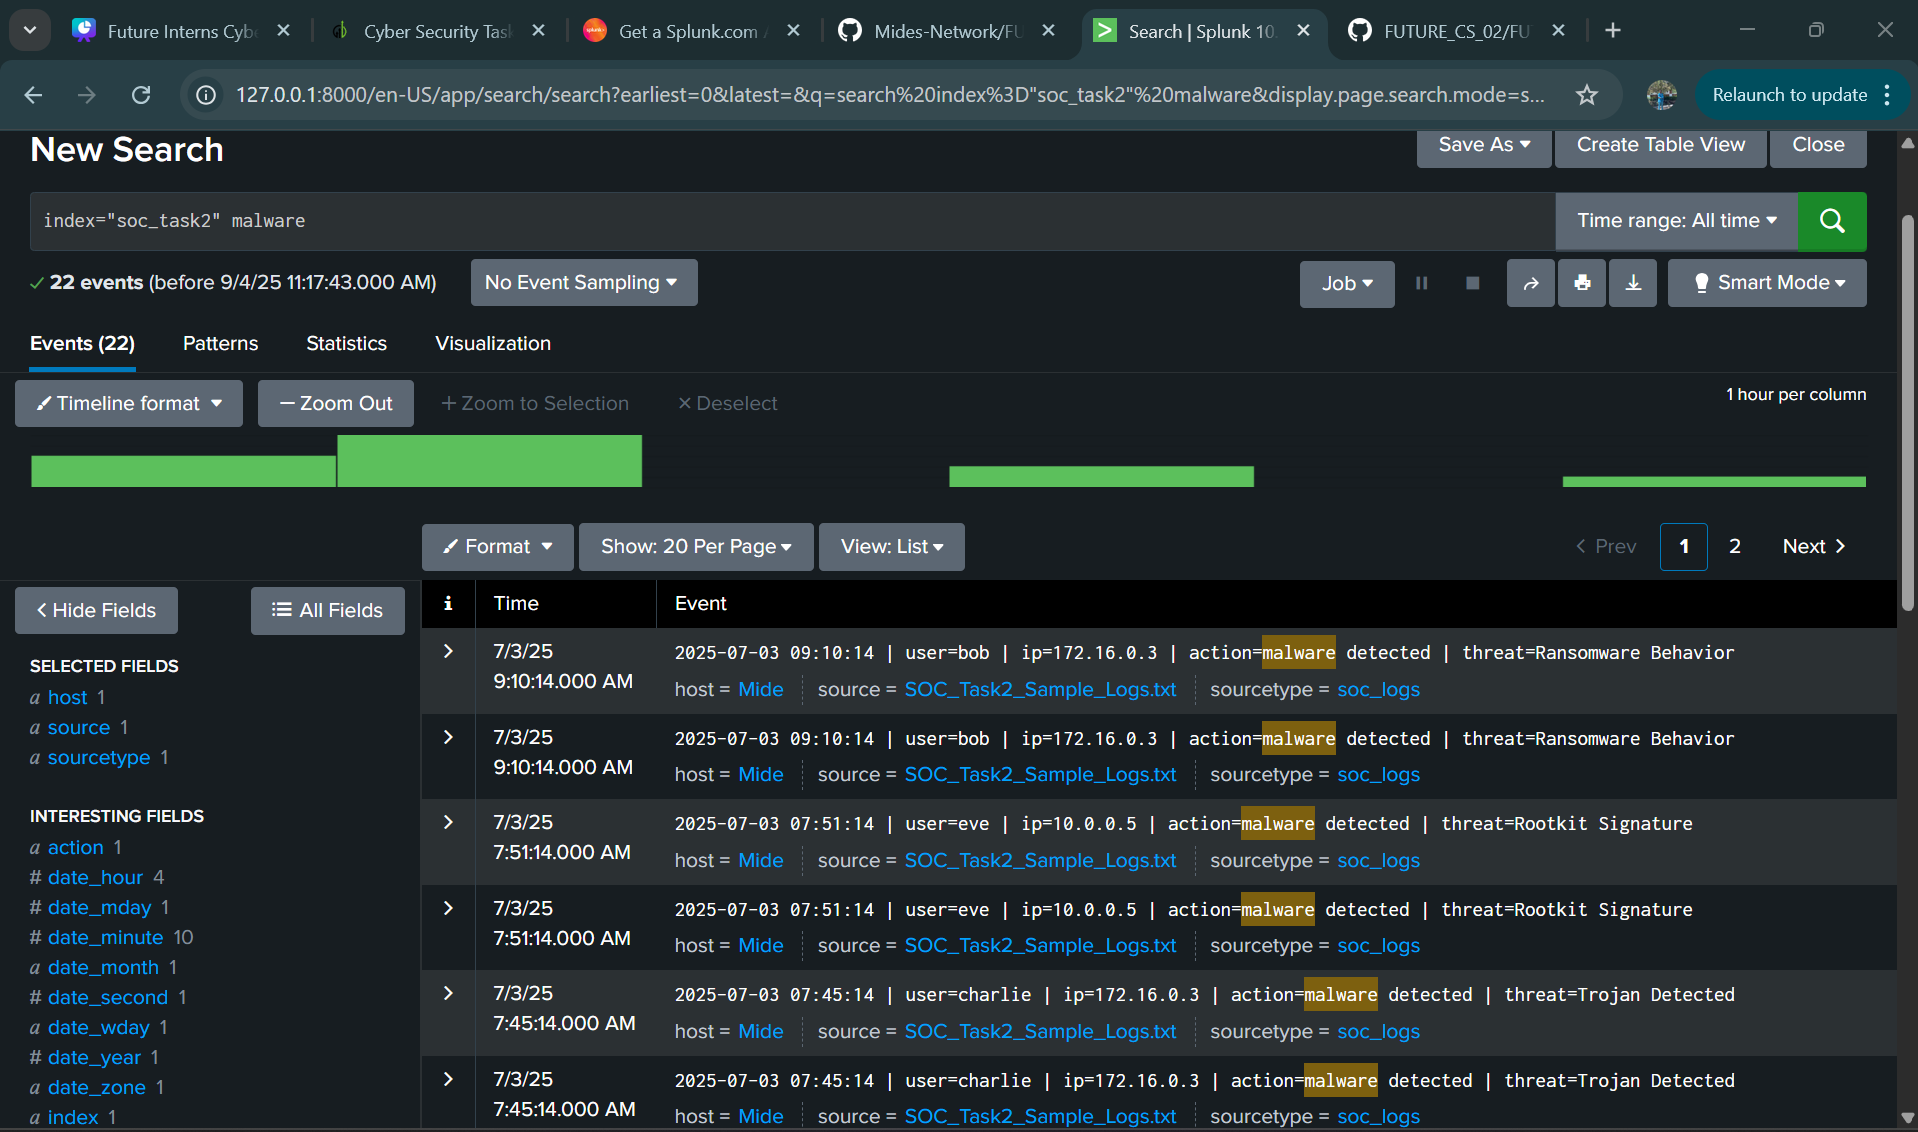 Future Interns Cybe
Cyber Security Task
Get a Splunk.com A
Mides-Network/FU
Search | Splunk 10.
FUTURE_CS_02/FU
127.0.0.1:8000/en-US/app/search/search?earliest=0&latest=&q=search%20index%3D"soc_task2"%20malware&display.page.search.mode=s...
Relaunch to update
New Search
Save As
Create Table View
Close
index="soc_task2" malware
Time range: All time
22 events (before 9/4/25 11:17:43.000 AM)
No Event Sampling
Job
Smart Mode
Events (22)
Patterns
Statistics
Visualization
Timeline format
Zoom Out
+ Zoom to Selection
× Deselect
1 hour per column
Format
Show: 20 Per Page
View: List
< Prev
1
2
Next >
< Hide Fields
All Fields
i
Time
Event
SELECTED FIELDS
a host 1
a source 1
a sourcetype 1
INTERESTING FIELDS
a action 1
# date_hour 4
# date_mday 1
# date_minute 10
a date_month 1
# date_second 1
a date_wday 1
# date_year 1
a date_zone 1
a index 1
7/3/25
9:10:14.000 AM
2025-07-03 09:10:14 | user=bob | ip=172.16.0.3 | action=malware detected | threat=Ransomware Behavior
host = Mide source = SOC_Task2_Sample_Logs.txt sourcetype = soc_logs
7/3/25
9:10:14.000 AM
2025-07-03 09:10:14 | user=bob | ip=172.16.0.3 | action=malware detected | threat=Ransomware Behavior
host = Mide source = SOC_Task2_Sample_Logs.txt sourcetype = soc_logs
7/3/25
7:51:14.000 AM
2025-07-03 07:51:14 | user=eve | ip=10.0.0.5 | action=malware detected | threat=Rootkit Signature
host = Mide source = SOC_Task2_Sample_Logs.txt sourcetype = soc_logs
7/3/25
7:51:14.000 AM
2025-07-03 07:51:14 | user=eve | ip=10.0.0.5 | action=malware detected | threat=Rootkit Signature
host = Mide source = SOC_Task2_Sample_Logs.txt sourcetype = soc_logs
7/3/25
7:45:14.000 AM
2025-07-03 07:45:14 | user=charlie | ip=172.16.0.3 | action=malware detected | threat=Trojan Detected
host = Mide source = SOC_Task2_Sample_Logs.txt sourcetype = soc_logs
7/3/25
7:45:14.000 AM
2025-07-03 07:45:14 | user=charlie | ip=172.16.0.3 | action=malware detected | threat=Trojan Detected
host = Mide source = SOC_Task2_Sample_Logs.txt sourcetype = soc_logs